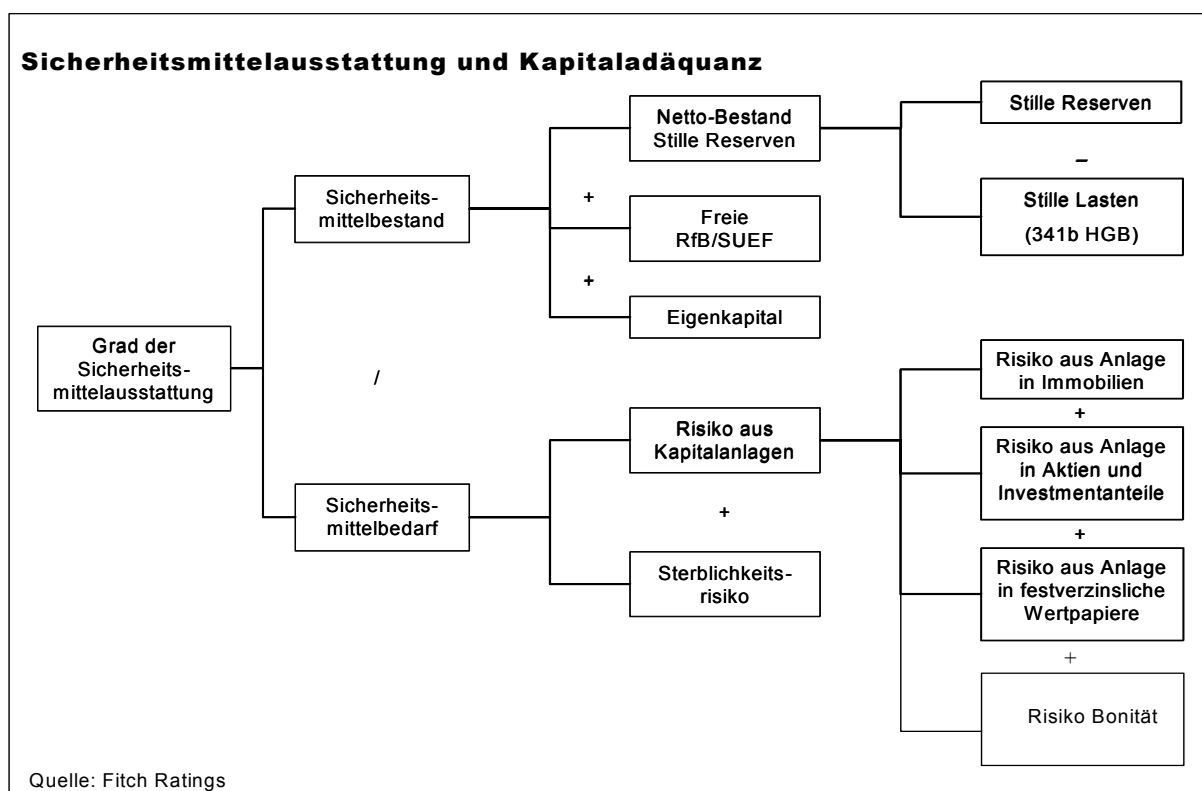 Sicherheitsmittelausstattung und Kapitaladäquanz
Grad der
Sicherheits-
mittelausstattung
Sicherheits-
mittelbestand
/
Sicherheits-
mittelbedarf
Netto-Bestand
Stille Reserven
+
Freie
RfB/SUEF
+
Eigenkapital
Risiko aus
Kapitalanlagen
+
Sterblichkeits-
risiko
Stille Reserven
–
Stille Lasten
(341b HGB)
Risiko aus Anlage
in Immobilien
+
Risiko aus Anlage
in Aktien und
Investmentanteile
+
Risiko aus Anlage
in festverzinsliche
Wertpapiere
+
Risiko Bonität
Quelle: Fitch Ratings